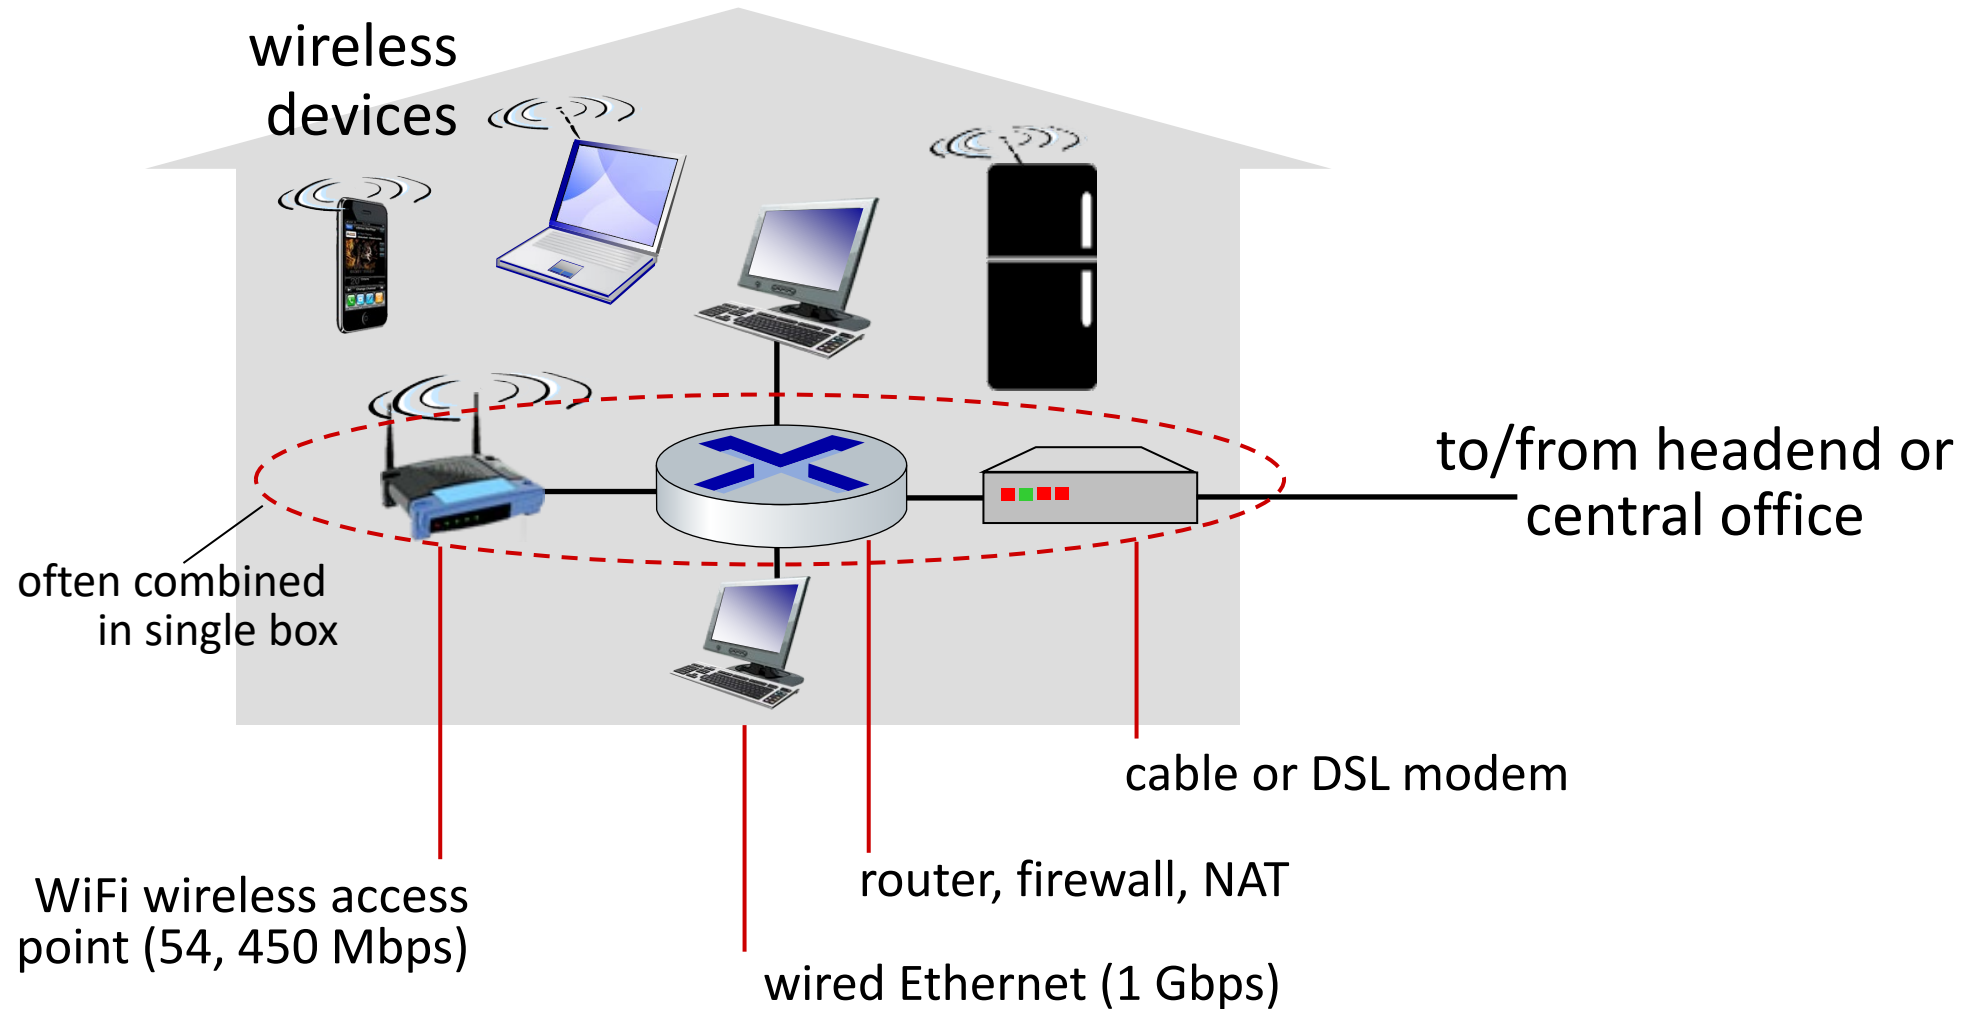 wireless
devices
to/from headend or
central office
often combined
in single box
cable or DSL modem
router, firewall, NAT
WiFi wireless access
point (54, 450 Mbps)
wired Ethernet (1 Gbps)